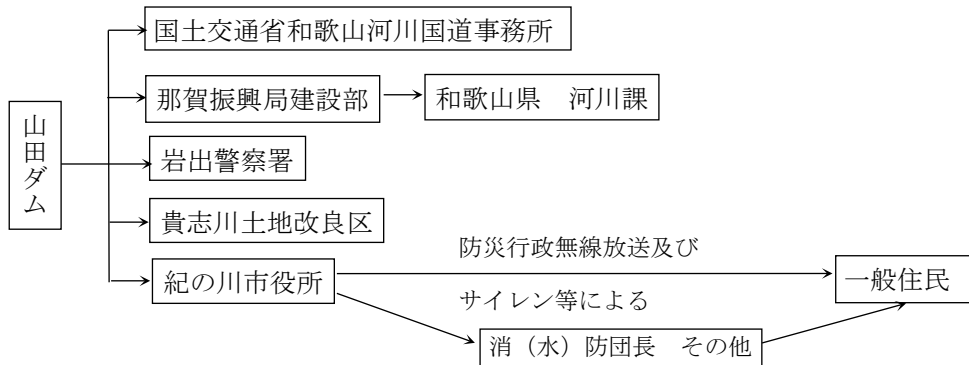 国土交通省和歌山河川国道事務所
那賀振興局建設部
和歌山県　河川課
山田ダム
岩出警察署
貴志川土地改良区
防災行政無線放送及び
紀の川市役所
一般住民
サイレン等による
消（水）防団長　その他